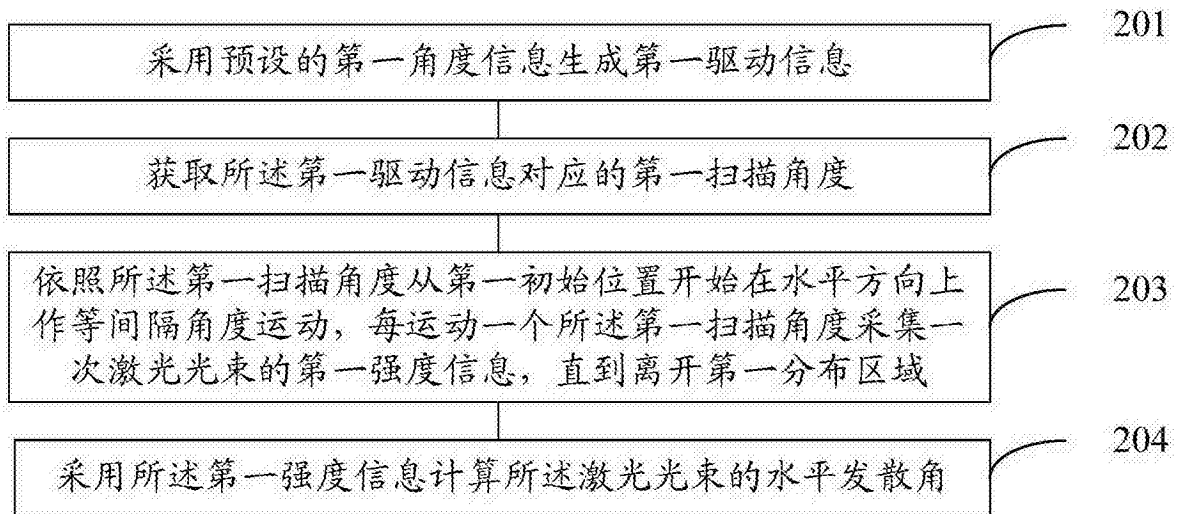 201
采用预设的第一角度信息生成第一驱动信息
202
获取所述第一驱动信息对应的第一扫描角度
203
依照所述第一扫描角度从第一初始位置开始在水平方向上
作等间隔角度运动，每运动一个所述第一扫描角度采集一
次激光光束的第一强度信息，直到离开第一分布区域
204
采用所述第一强度信息计算所述激光光束的水平发散角